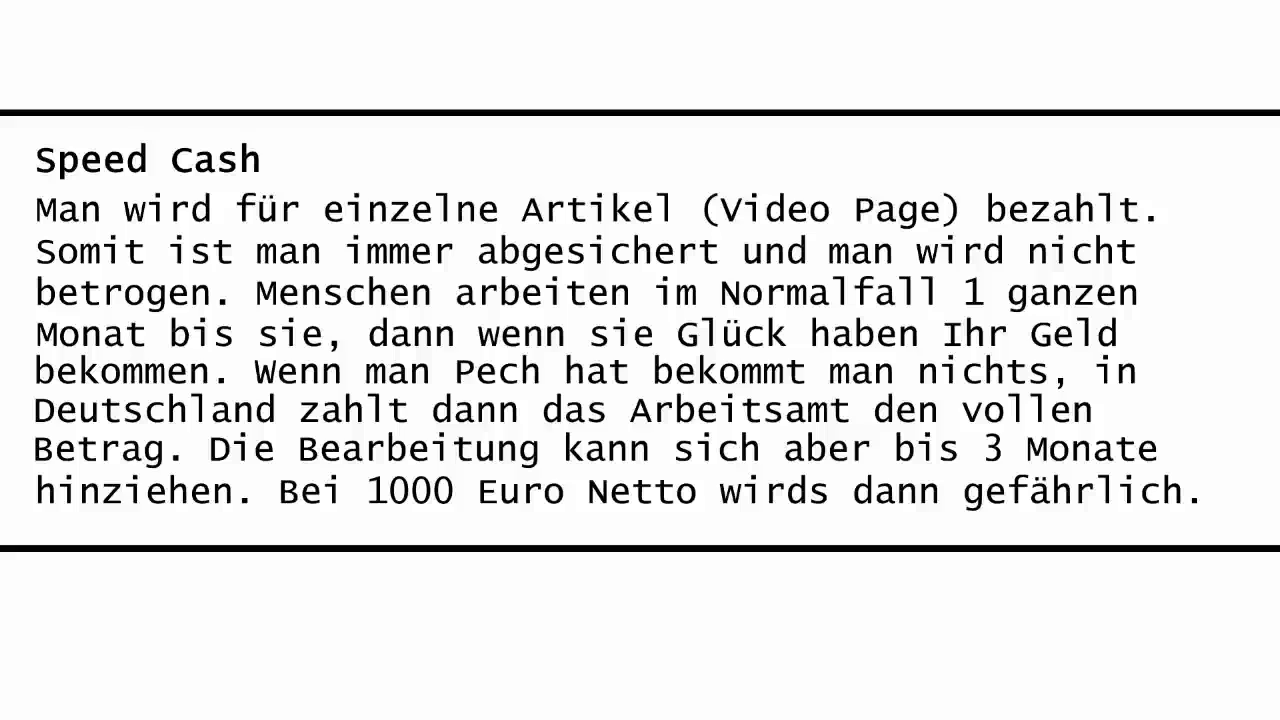 Speed Cash
Man wird für einzelne Artikel (Video Page) bezahlt.
Somit ist man immer abgesichert und man wird nicht
betrogen. Menschen arbeiten im Normalfall 1 ganzen
Monat bis sie, dann wenn sie Glück haben Ihr Geld
bekommen. Wenn man Pech hat bekommt man nichts, in
Deutschland zahlt dann das Arbeitsamt den vollen
Betrag. Die Bearbeitung kann sich aber bis 3 Monate
hinziehen. Bei 1000 Euro Netto wirds dann gefährlich.